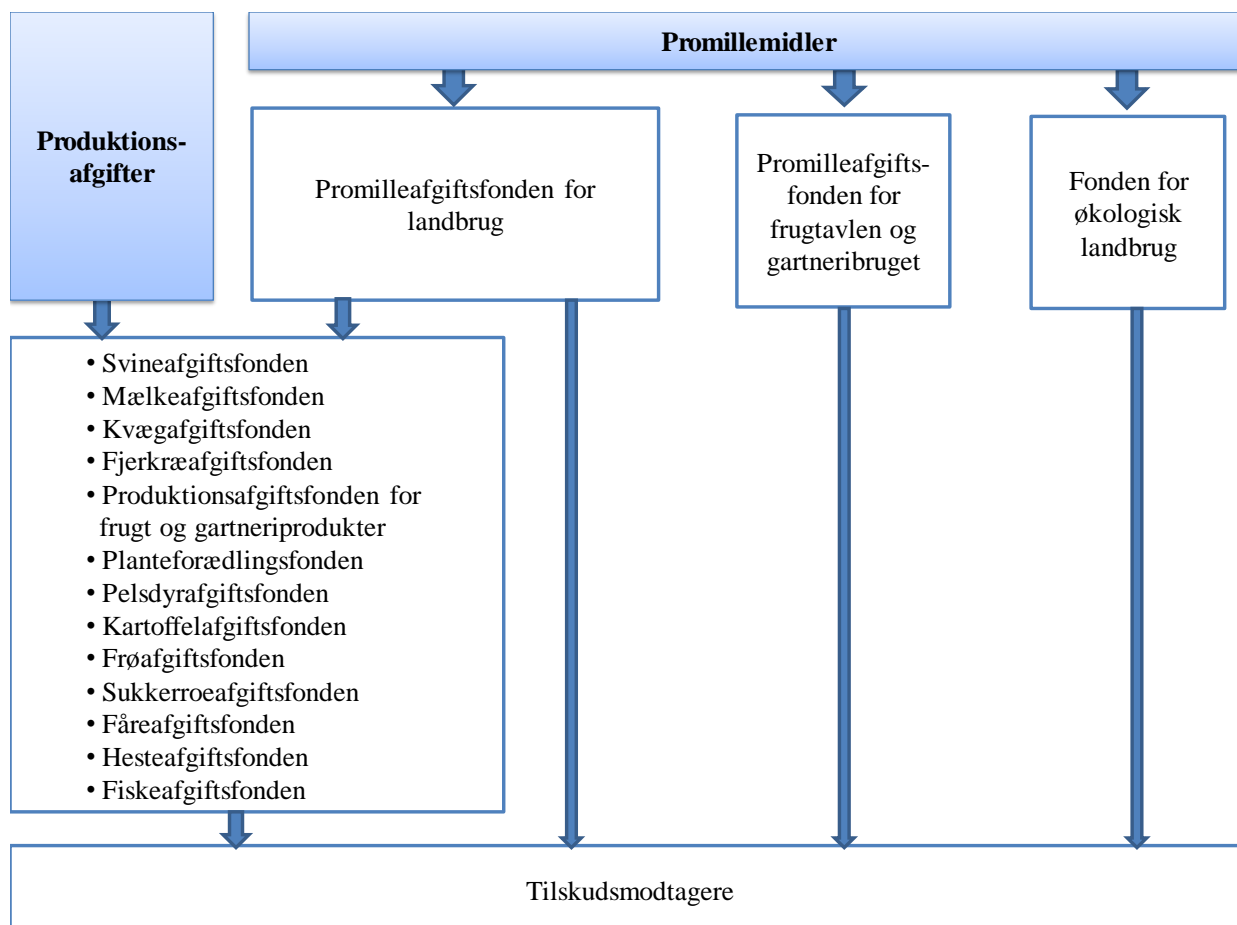 Promillemidler
Produktions-
afgifter
Promilleafgiftsfonden for
landbrug
Promilleafgifts-
fonden for
frugtavlen og
gartneribruget
Fonden for
økologisk
landbrug
• Svineafgiftsfonden
• Mælkeafgiftsfonden
• Kvægafgiftsfonden
• Fjerkræafgiftsfonden
• Produktionsafgiftsfonden for
frugt og gartneriprodukter
• Planteforædlingsfonden
• Pelsdyrafgiftsfonden
• Kartoffelafgiftsfonden
• Frøafgiftsfonden
• Sukkerroeafgiftsfonden
• Fåreafgiftsfonden
• Hesteafgiftsfonden
• Fiskeafgiftsfonden
Tilskudsmodtagere